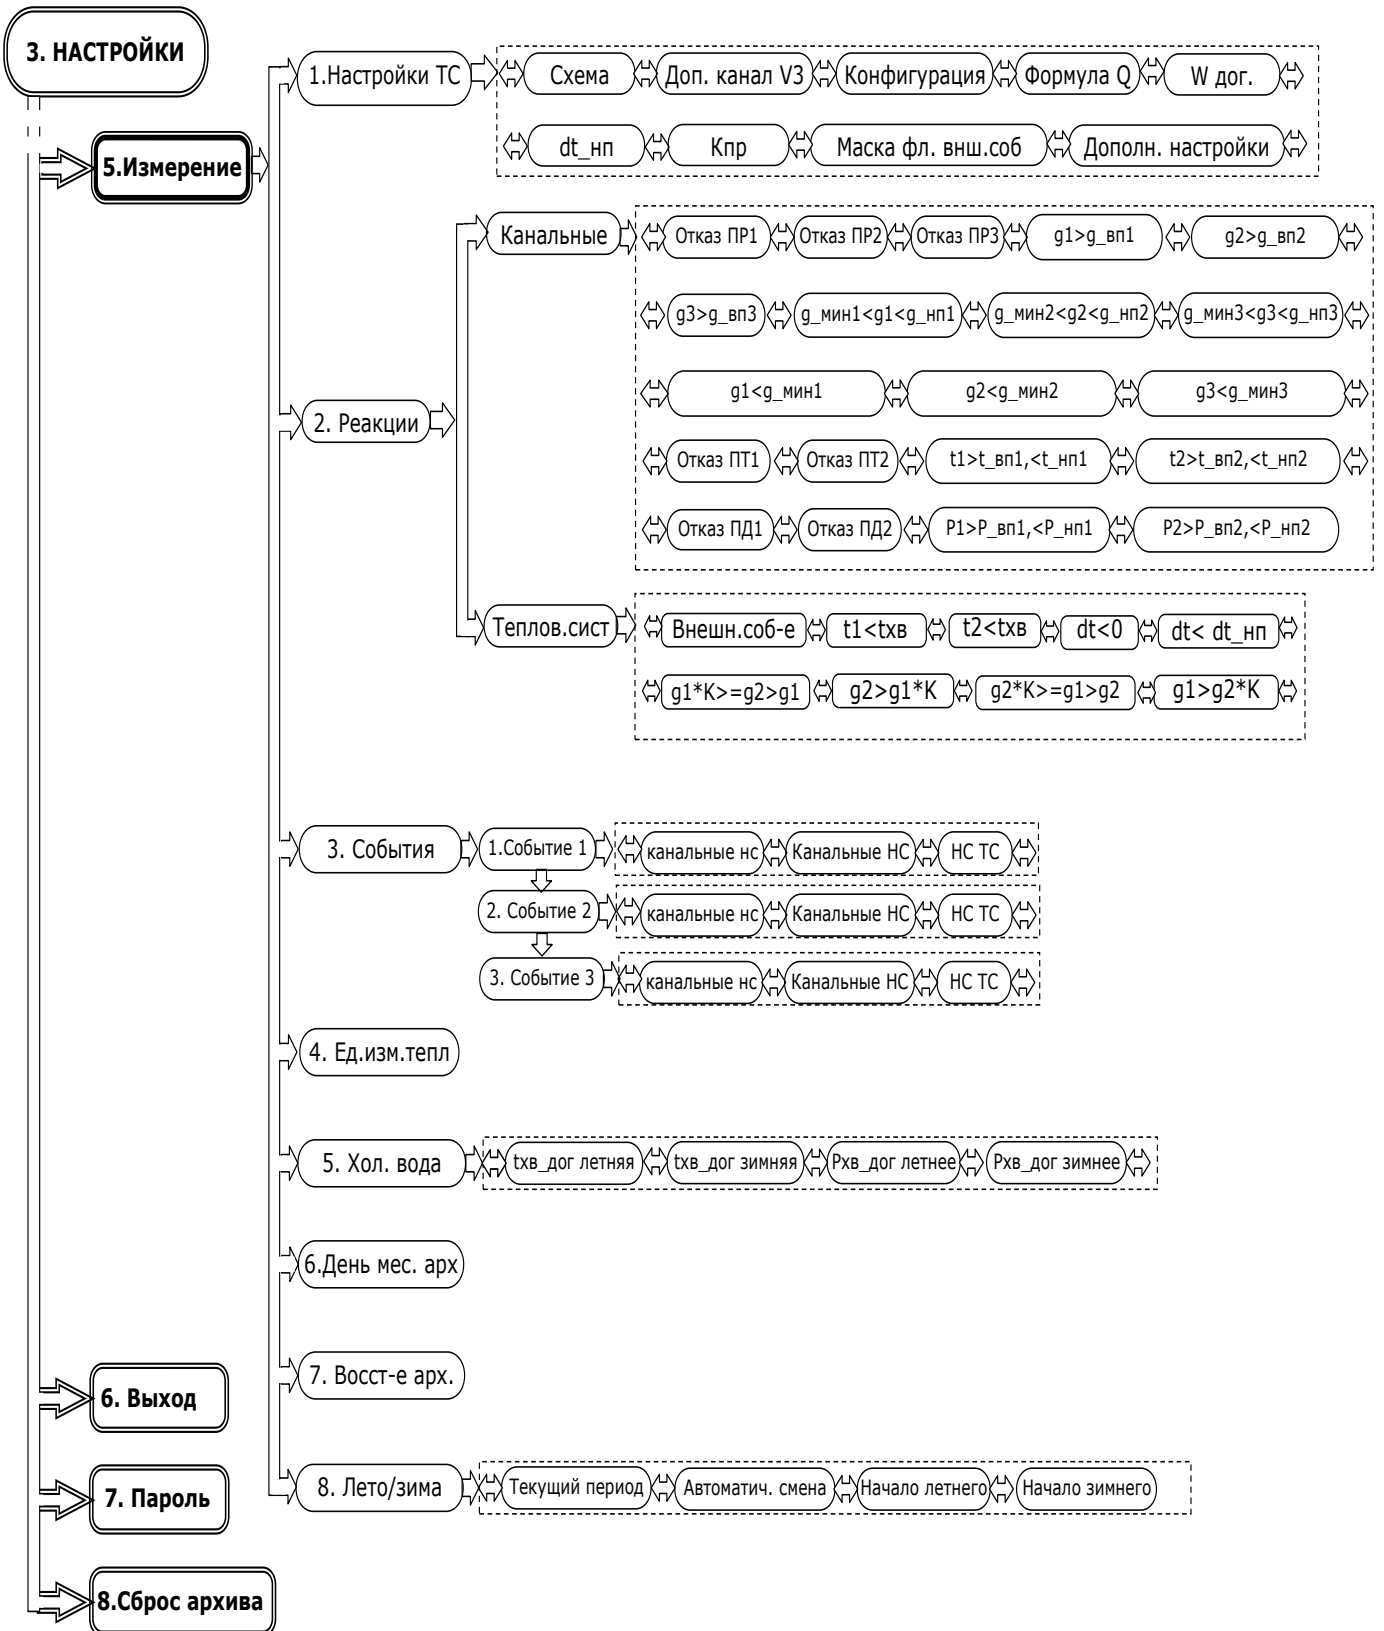 3. НАСТРОЙКИ
5.Измерение
1.Настройки ТС
Схема
Доп. канал V3
Конфигурация
Формула Q
W дог.
dt_нп
Кпр
Маска фл. внш.соб
Дополн. настройки
2. Реакции
Канальные
Отказ ПР1
Отказ ПР2
Отказ ПР3
g1>g_вп1
g2>g_вп2
g3>g_вп3
g_мин1<g1<g_нп1
g_мин2<g2<g_нп2
g_мин3<g3<g_нп3
g1<g_мин1
g2<g_мин2
g3<g_мин3
Отказ ПТ1
Отказ ПТ2
t1>t_вп1,<t_нп1
t2>t_вп2,<t_нп2
Отказ ПД1
Отказ ПД2
P1>P_вп1,<P_нп1
P2>P_вп2,<P_нп2
Теплов.сист
Внешн.соб-е
t1<tхв
t2<tхв
dt<0
dt< dt_нп
g1*K>=g2>g1
g2>g1*K
g2*K>=g1>g2
g1>g2*K
3. События
1.Событие 1
канальные нс
Канальные НС
НС ТС
2. Событие 2
канальные нс
Канальные НС
НС ТС
3. Событие 3
канальные нс
Канальные НС
НС ТС
4. Ед.изм.тепл
5. Хол. вода
tхв_дог летняя
tхв_дог зимняя
Pхв_дог летнее
Pхв_дог зимнее
6.День мес. арх
7. Восст-е арх.
8. Лето/зима
Текущий период
Автоматич. смена
Начало летнего
Начало зимнего
6. Выход
7. Пароль
8.Сброс архива